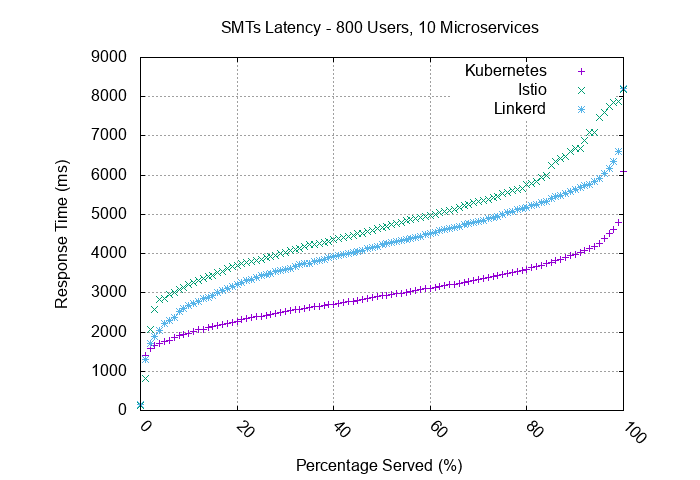 SMTs Latency - 800 Users, 10 Microservices
9000
8000
7000
6000
5000
4000
3000
2000
1000
0
Response Time (ms)
Kubernetes
Istio
Linkerd
0 20 40 60 80 100
Percentage Served (%)